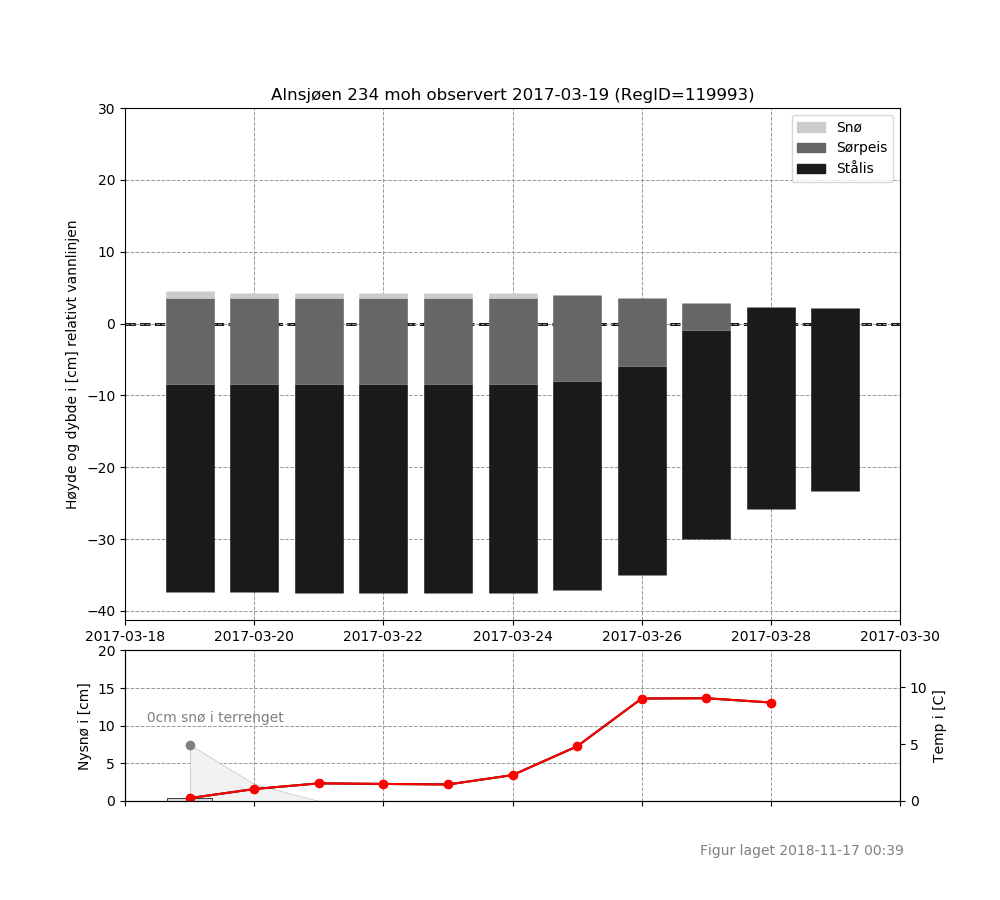 Alnsjøen 234 moh observert 2017-03-19 (RegID=119993)
30
20
10
0
−10
−20
−30
−40
Høyde og dybde i [cm] relativt vannlinjen
Snø
Sørpeis
Stålis
2017-03-18 2017-03-20 2017-03-22 2017-03-24 2017-03-26 2017-03-28 2017-03-30
20
15
10
5
0
Nysnø i [cm]
0cm snø i terrenget
10
5
0
Temp i [C]
Figur laget 2018-11-17 00:39